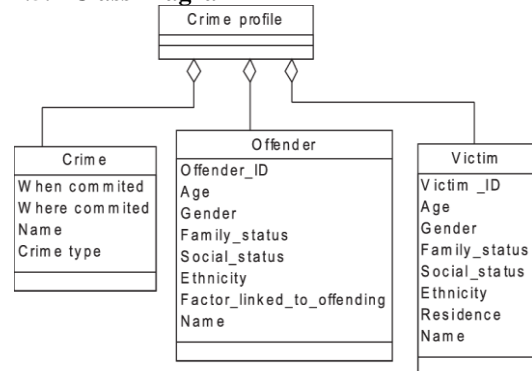 Crime profile
Crime
When commited
Where commited
Name
Crime type
Offender
Offender_ID
Age
Gender
Family_status
Social_status
Ethnicity
Factor_linked_to_offending
Name
Victim
Victim _ID
Age
Gender
Family_status
Social_status
Ethnicity
Residence
Name